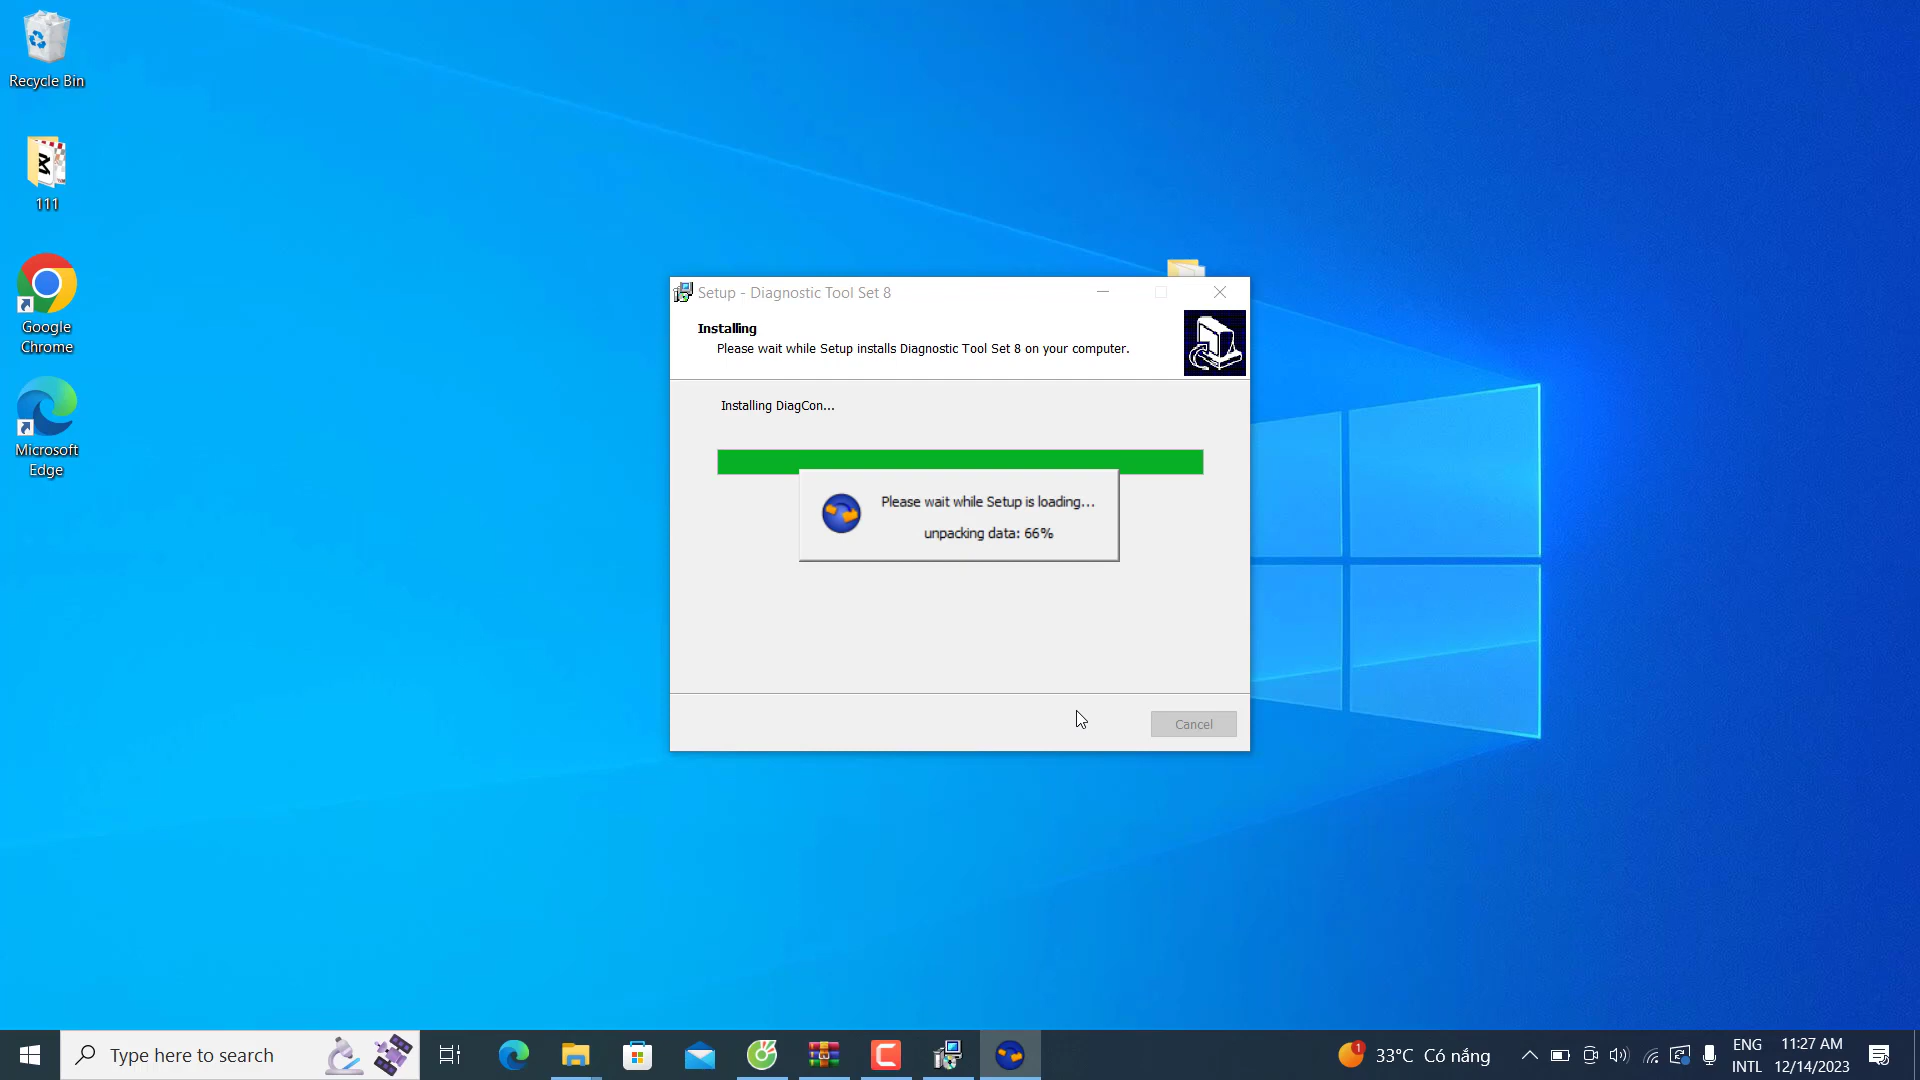 Recycle Bin
111
Google
Chrome
Microsoft
Edge
Setup - Diagnostic Tool Set 8
Installing
Please wait while Setup installs Diagnostic Tool Set 8 on your computer.
Installing DiagCon...
Please wait while Setup is loading...
unpacking data: 66%
Cancel
Type here to search
1
33°C Có nắng
ENG
INTL
11:27 AM
12/14/2023